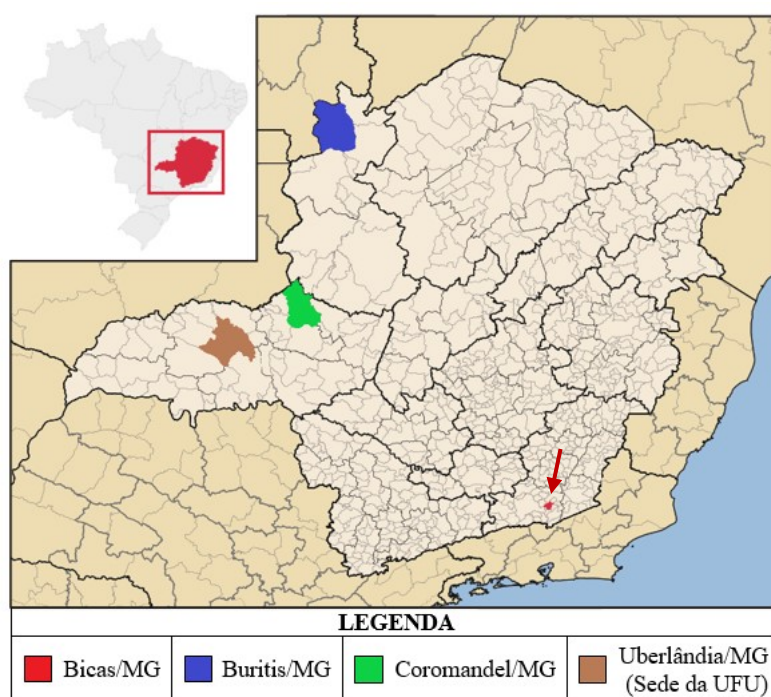 LEGENDA
Bicas/MG
Buritis/MG
Coromandel/MG
Uberlândia/MG
(Sede da UFU)